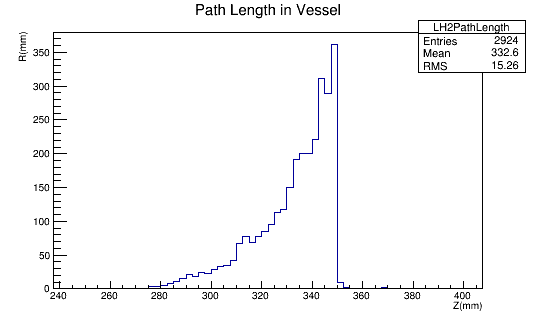 Path Length in Vessel
LH2PathLength
Entries 2924
Mean 332.6
RMS 15.26
R(mm)
350
300
250
200
150
100
50
0
240 260 280 300 320 340 360 380 400
Z(mm)